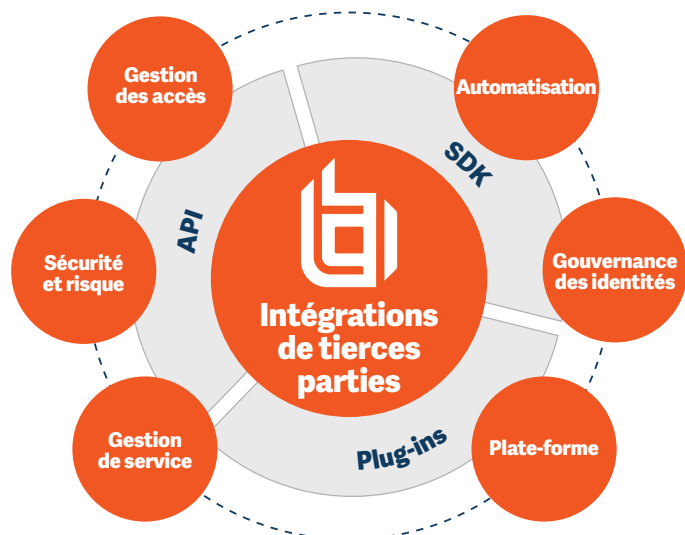 Gestion
des accès
Automatisation
SDK
API
Sécurité
et risque
Gouvernance
des identités
Intégrations
de tierces
parties
Gestion
de service
Plug-ins
Plate-forme